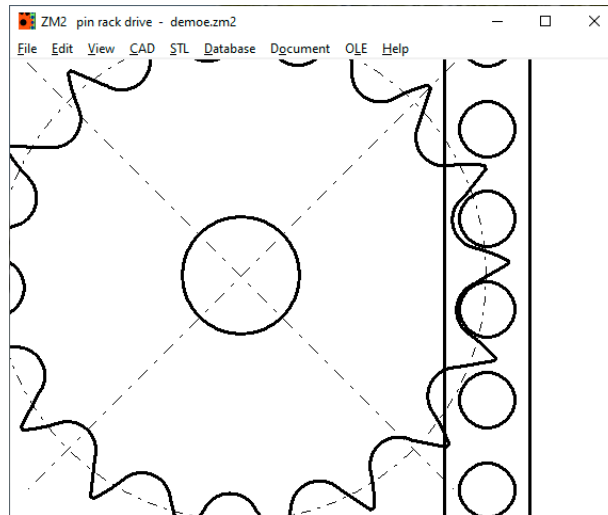 ZM2 pin rack drive - demoe.zm2
File Edit View CAD STL Database Document OLE Help